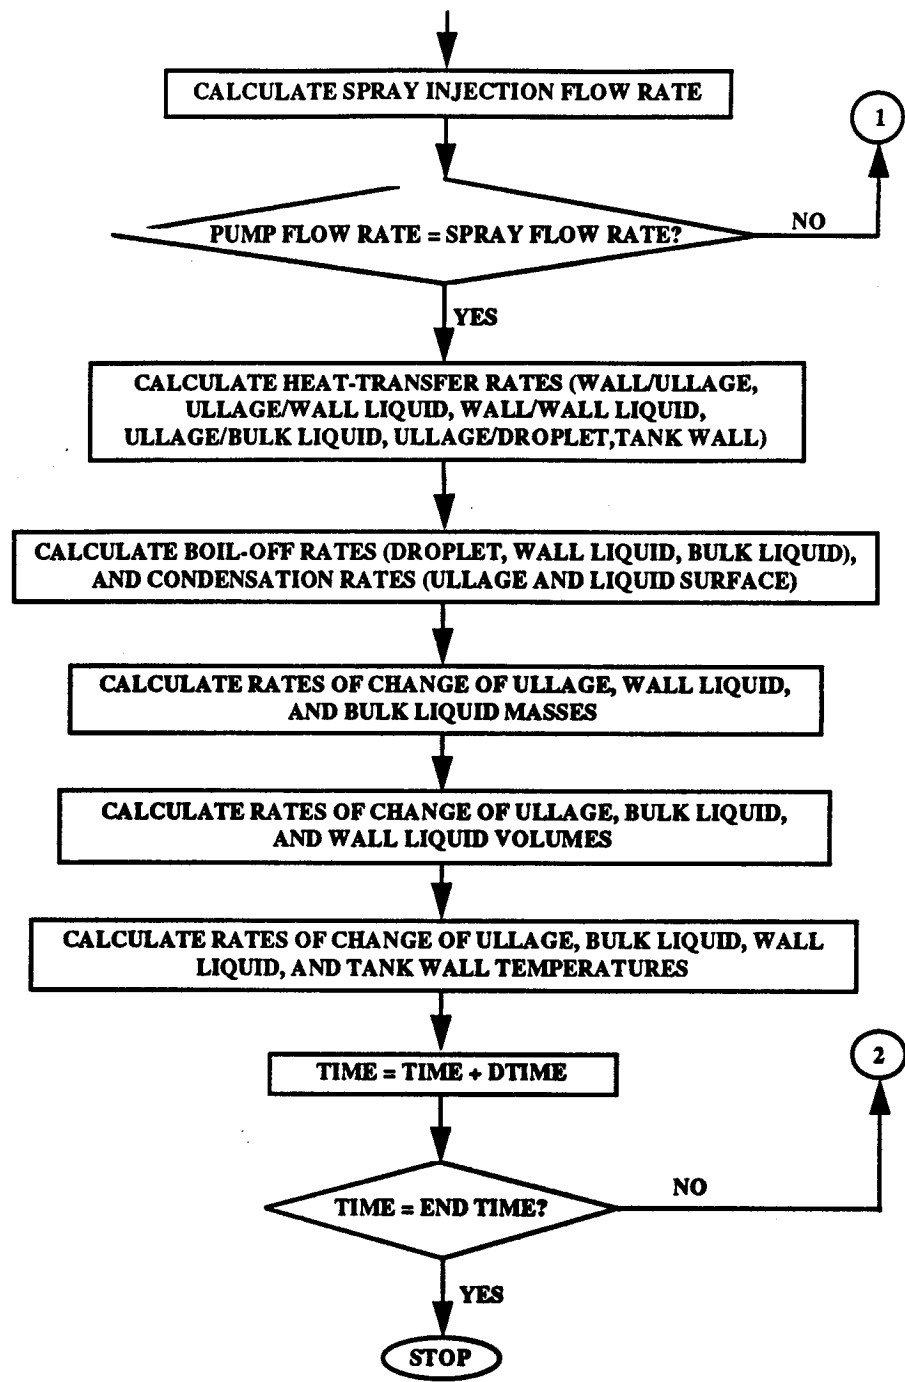 CALCULATE SPRAY INJECTION FLOW RATE
1
PUMP FLOW RATE = SPRAY FLOW RATE?
NO
YES
CALCULATE HEAT-TRANSFER RATES (WALL/ULLAGE,
ULLAGE/WALL LIQUID, WALL/WALL LIQUID,
ULLAGE/BULK LIQUID, ULLAGE/DROPLET,TANK WALL)
CALCULATE BOIL-OFF RATES (DROPLET, WALL LIQUID, BULK LIQUID),
AND CONDENSATION RATES (ULLAGE AND LIQUID SURFACE)
CALCULATE RATES OF CHANGE OF ULLAGE, WALL LIQUID,
AND BULK LIQUID MASSES
CALCULATE RATES OF CHANGE OF ULLAGE, BULK LIQUID,
AND WALL LIQUID VOLUMES
CALCULATE RATES OF CHANGE OF ULLAGE, BULK LIQUID, WALL
LIQUID, AND TANK WALL TEMPERATURES
TIME = TIME + DTIME
2
TIME = END TIME?
NO
YES
STOP